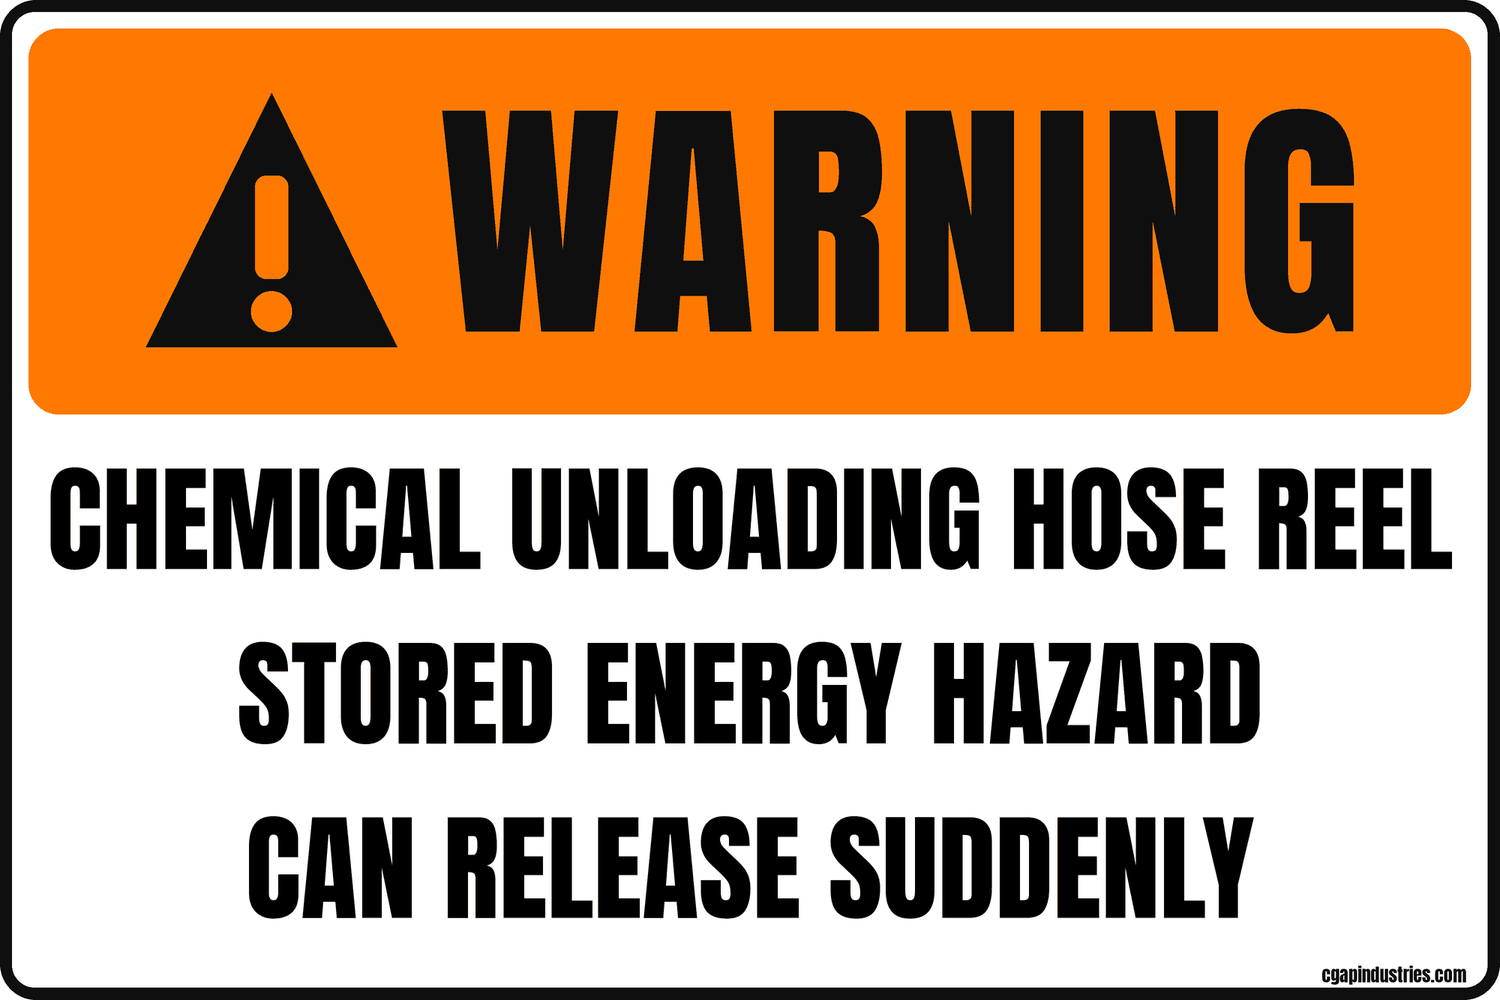 WARNING
CHEMICAL UNLOADING HOSE REEL
STORED ENERGY HAZARD
CAN RELEASE SUDDENLY
cgapindustries.com